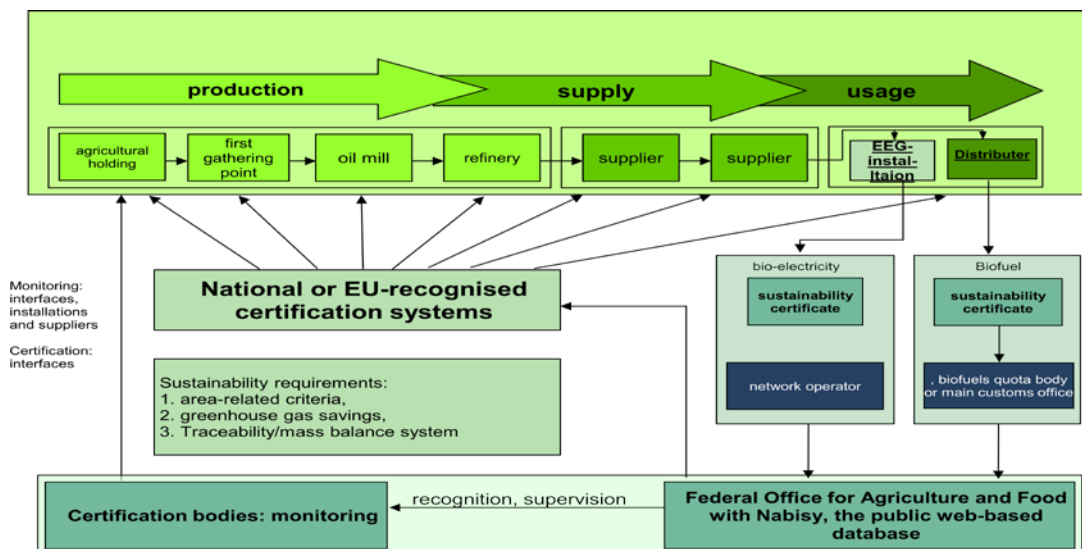 production
supply
usage
agricultural
holding
first
gathering
point
oil mill
refinery
supplier
supplier
EEG-
instal-
ltaion
Distributer
Monitoring:
interfaces,
installations
and suppliers
Certification:
interfaces
National or EU-recognised
certification systems
bio-electricity
sustainability
certificate
network operator
Biofuel
sustainability
certificate
, biofuels quota body
or main customs office
Sustainability requirements:
1. area-related criteria,
2. greenhouse gas savings,
3. Traceability/mass balance system
Certification bodies: monitoring
recognition, supervision
Federal Office for Agriculture and Food
with Nabisy, the public web-based
database